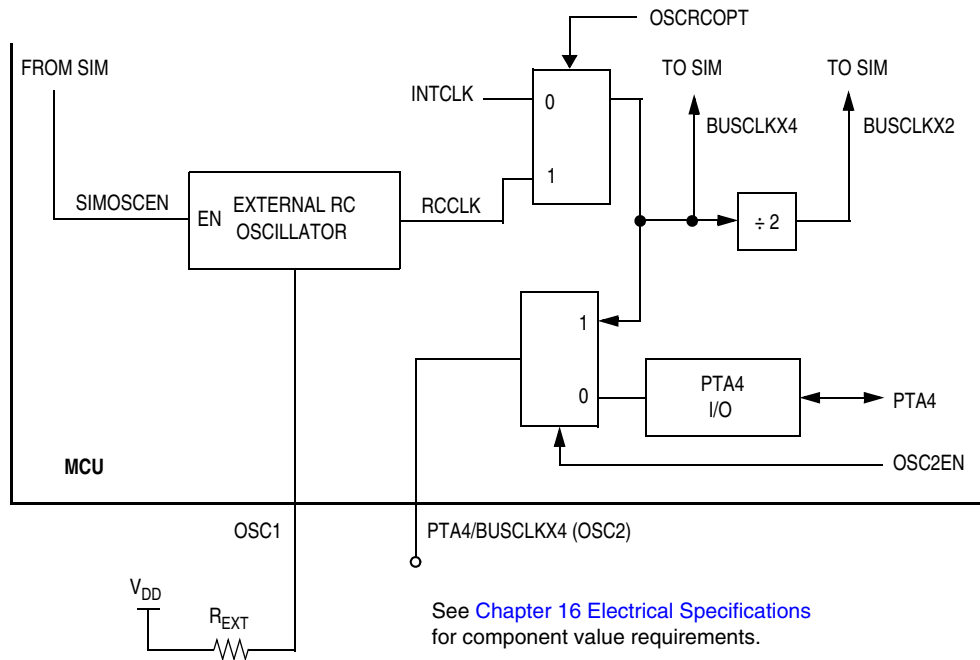 OSCRCOPT
FROM SIM
TO SIM
TO SIM
INTCLK
0
BUSCLKX4
BUSCLKX2
1
SIMOSCEN
EN
EXTERNAL RC
OSCILLATOR
RCCLK
÷ 2
1
0
PTA4
I/O
PTA4
MCU
OSC2EN
OSC1
PTA4/BUSCLKX4 (OSC2)
VDD
REXT
See Chapter 16 Electrical Specifications
for component value requirements.